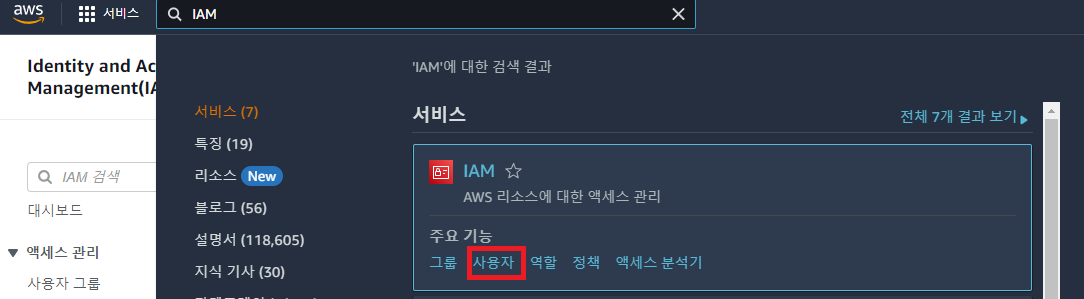 aws
서비스
IAM
Identity and Ac
Management(IA
IAM 검색
대시보드
액세스 관리
사용자 그룹
'IAM'에 대한 검색 결과
서비스 (7)
특징 (19)
리소스 New
블로그 (56)
설명서 (118,605)
지식 기사 (30)
서비스
전체 7개 결과 보기
IAM
AWS 리소스에 대한 액세스 관리
주요 기능
그룹 사용자 역할 정책 액세스 분석기